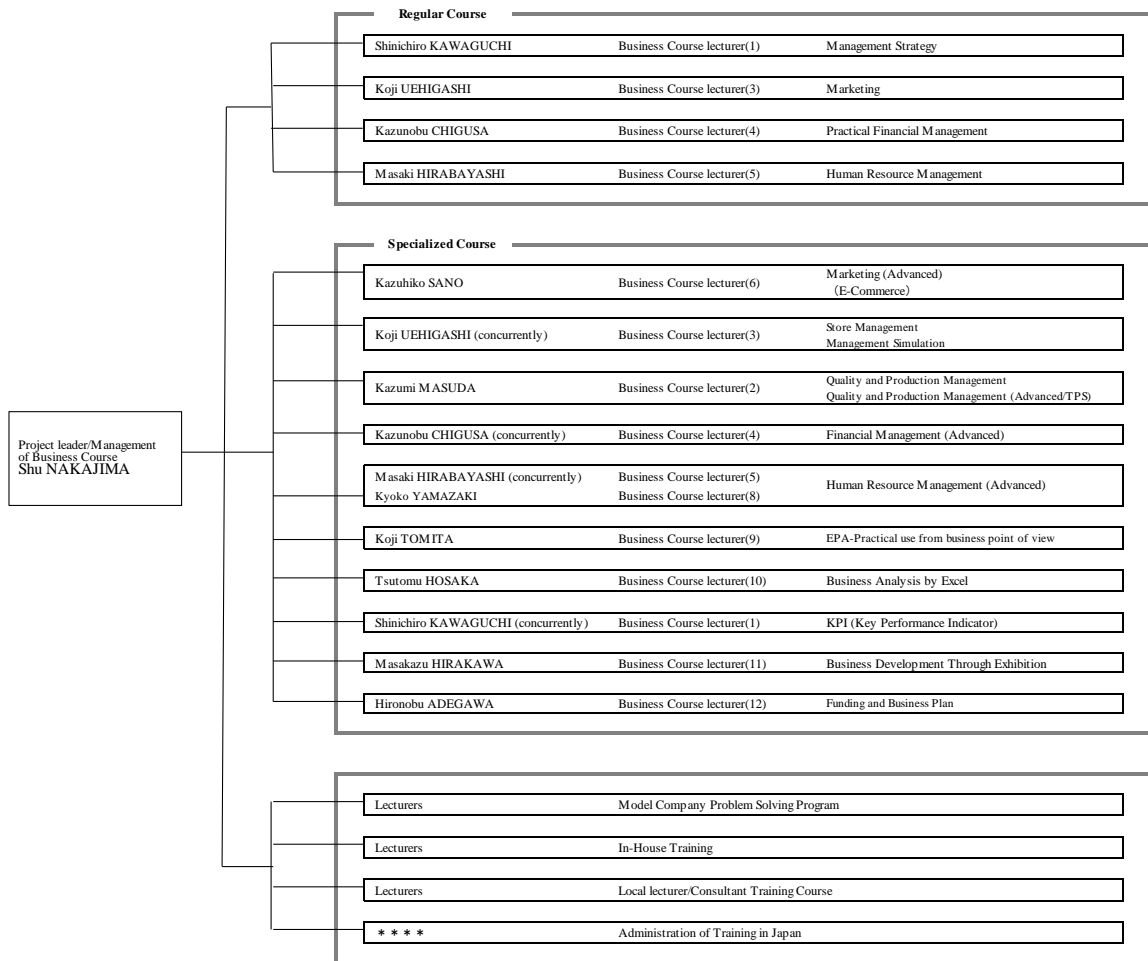 Regular Course
Shinichiro KAWAGUCHI Business Course lecturer(1) Management Strategy
Koji UEHIGASHI Business Course lecturer(3) Marketing
Kazunobu CHIGUSA Business Course lecturer(4) Practical Financial Management
Masaki HIRABAYASHI Business Course lecturer(5) Human Resource Management
Specialized Course
Kazuhiko SANO Business Course lecturer(6) Marketing (Advanced)
（E-Commerce）
Koji UEHIGASHI (concurrently) Business Course lecturer(3) Store Management
Management Simulation
Kazumi MASUDA Business Course lecturer(2) Quality and Production Management
Quality and Production Management (Advanced/TPS)
Project leader/Management
of Business Course
Shu NAKAJIMA
Kazunobu CHIGUSA (concurrently) Business Course lecturer(4) Financial Management (Advanced)
Masaki HIRABAYASHI (concurrently) Business Course lecturer(5) Human Resource Management (Advanced)
Kyoko YAMAZAKI Business Course lecturer(8)
Koji TOMITA Business Course lecturer(9) EPA-Practical use from business point of view
Tsutomu HOSAKA Business Course lecturer(10) Business Analysis by Excel
Shinichiro KAWAGUCHI (concurrently) Business Course lecturer(1) KPI (Key Performance Indicator)
Masakazu HIRAKAWA Business Course lecturer(11) Business Development Through Exhibition
Hironobu ADEGAWA Business Course lecturer(12) Funding and Business Plan
Lecturers Model Company Problem Solving Program
Lecturers In-House Training
Lecturers Local lecturer/Consultant Training Course
＊＊＊＊ Administration of Training in Japan